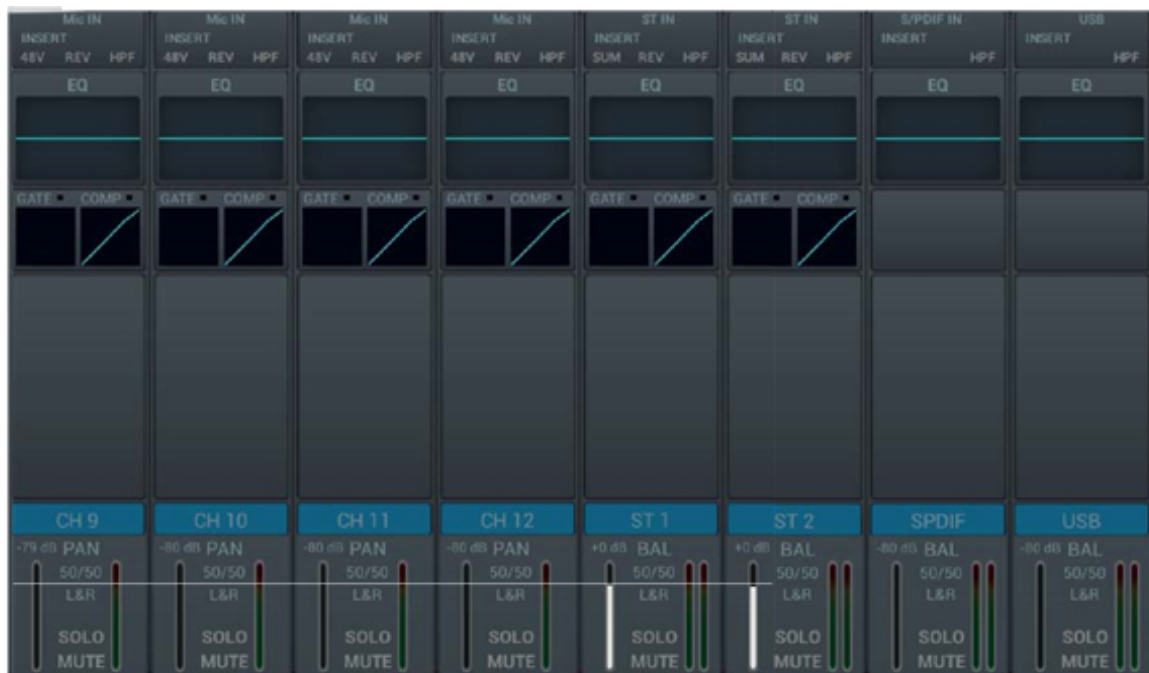 Mic IN Mic IN Mic IN Mic IN ST IN ST IN S/PDIF IN USB
INSERT INSERT INSERT INSERT INSERT INSERT INSERT INSERT
48V REV HPF 48V REV HPF 48V REV HPF 48V REV HPF SUM REV HPF SUM REV HPF HPF HPF
EQ EQ EQ EQ EQ EQ EQ EQ
GATE COMP GATE COMP GATE COMP GATE COMP GATE COMP GATE COMP
CH 9 CH 10 CH 11 CH 12 ST 1 ST 2 SPDIF USB
-79 dB PAN -80 dB PAN -80 dB PAN -80 dB PAN +0 dB BAL +0 dB BAL -80 dB BAL -80 dB BAL
50/50 50/50 50/50 50/50 50/50 50/50 50/50 50/50
L&R L&R L&R L&R L&R L&R L&R L&R
SOLO SOLO SOLO SOLO SOLO SOLO SOLO SOLO
MUTE MUTE MUTE MUTE MUTE MUTE MUTE MUTE